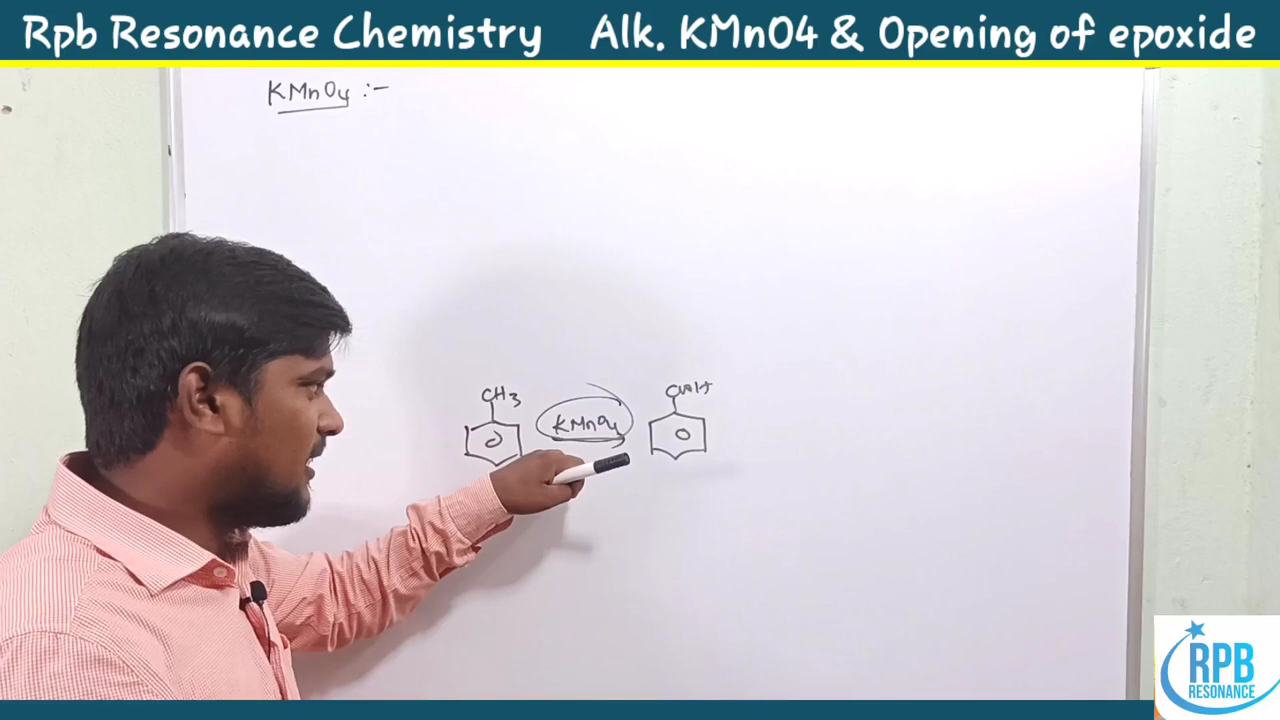 Rpb Resonance Chemistry Alk. KMnO4 & Opening of epoxide
KMnO4 :-
CH3
COOH
KMnO4
RPB
RESONANCE